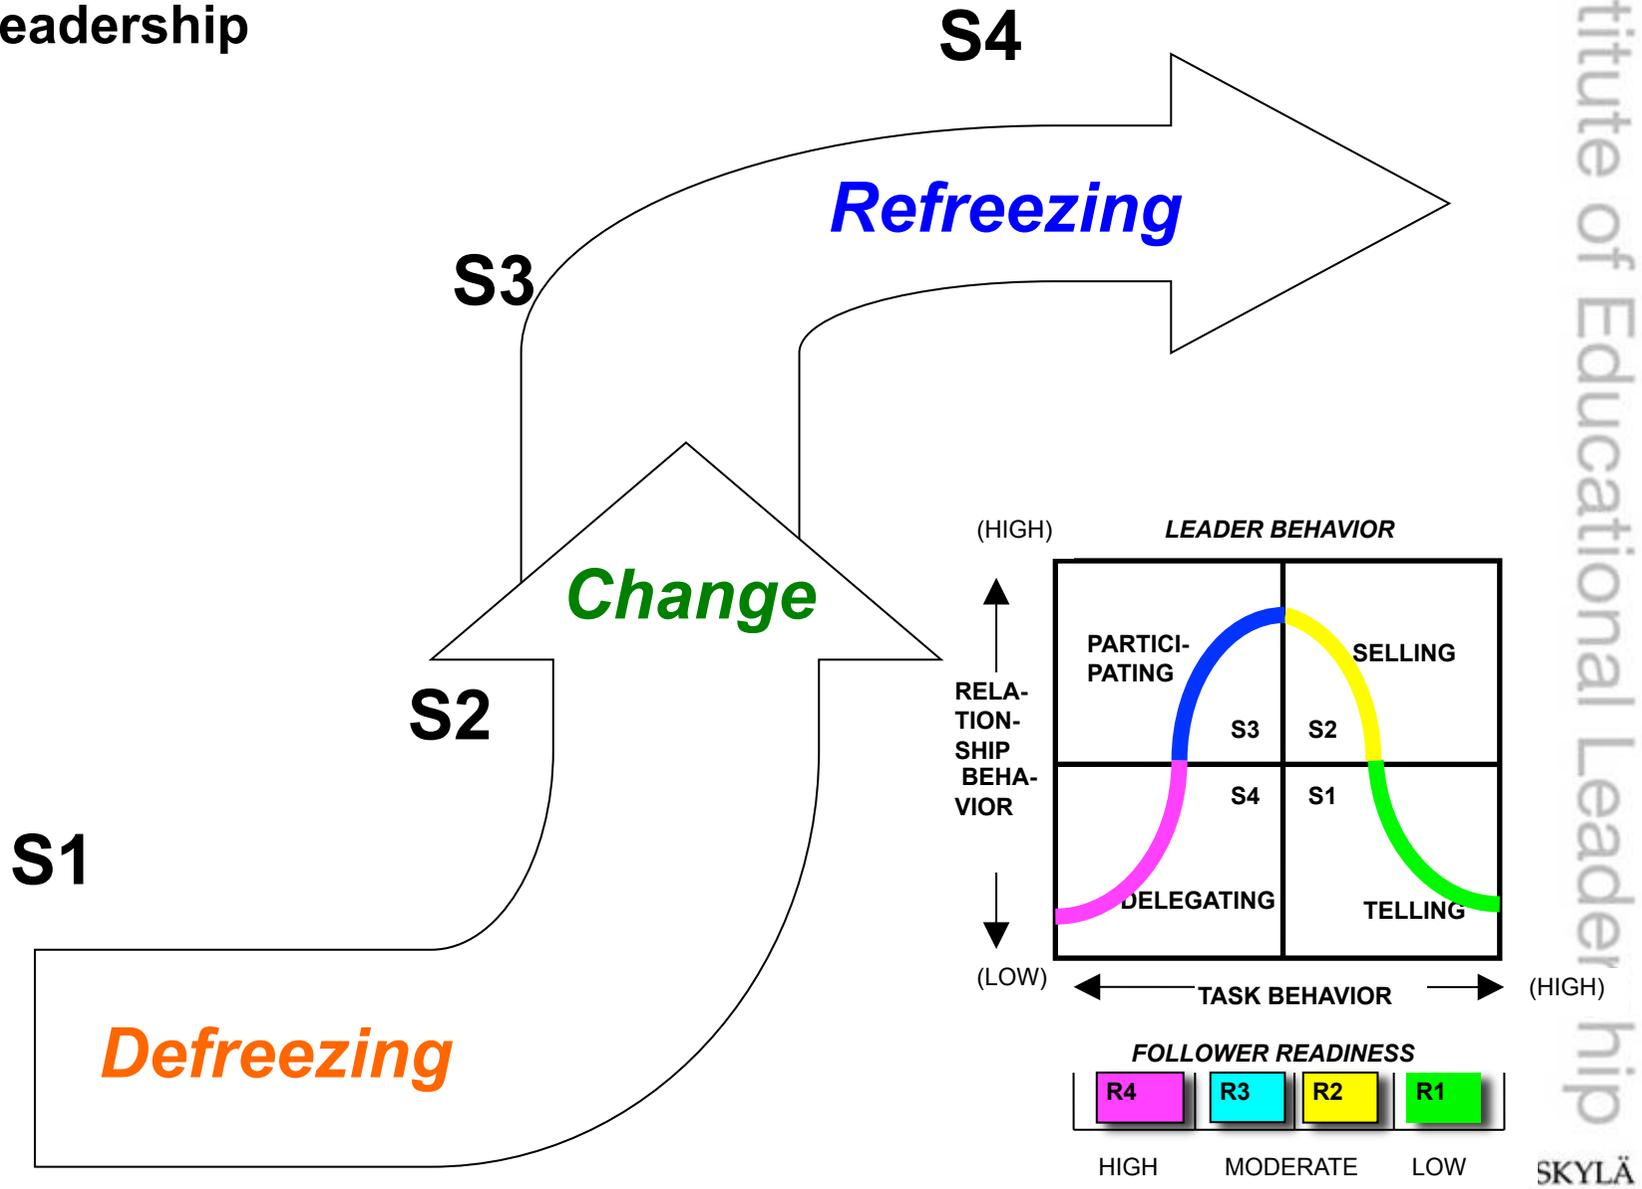 eadership
S4
Refreezing
S3
Change
S2
S1
Defreezing
(HIGH)
LEADER BEHAVIOR
PARTICI-
PATING
SELLING
RELA-
TION-
SHIP
BEHA-
VIOR
S3
S2
S4
S1
DELEGATING
TELLING
(LOW)
TASK BEHAVIOR
(HIGH)
FOLLOWER READINESS
R4
R3
R2
R1
HIGH
MODERATE
LOW
titute of Educational Leader hip
SKYLÄ